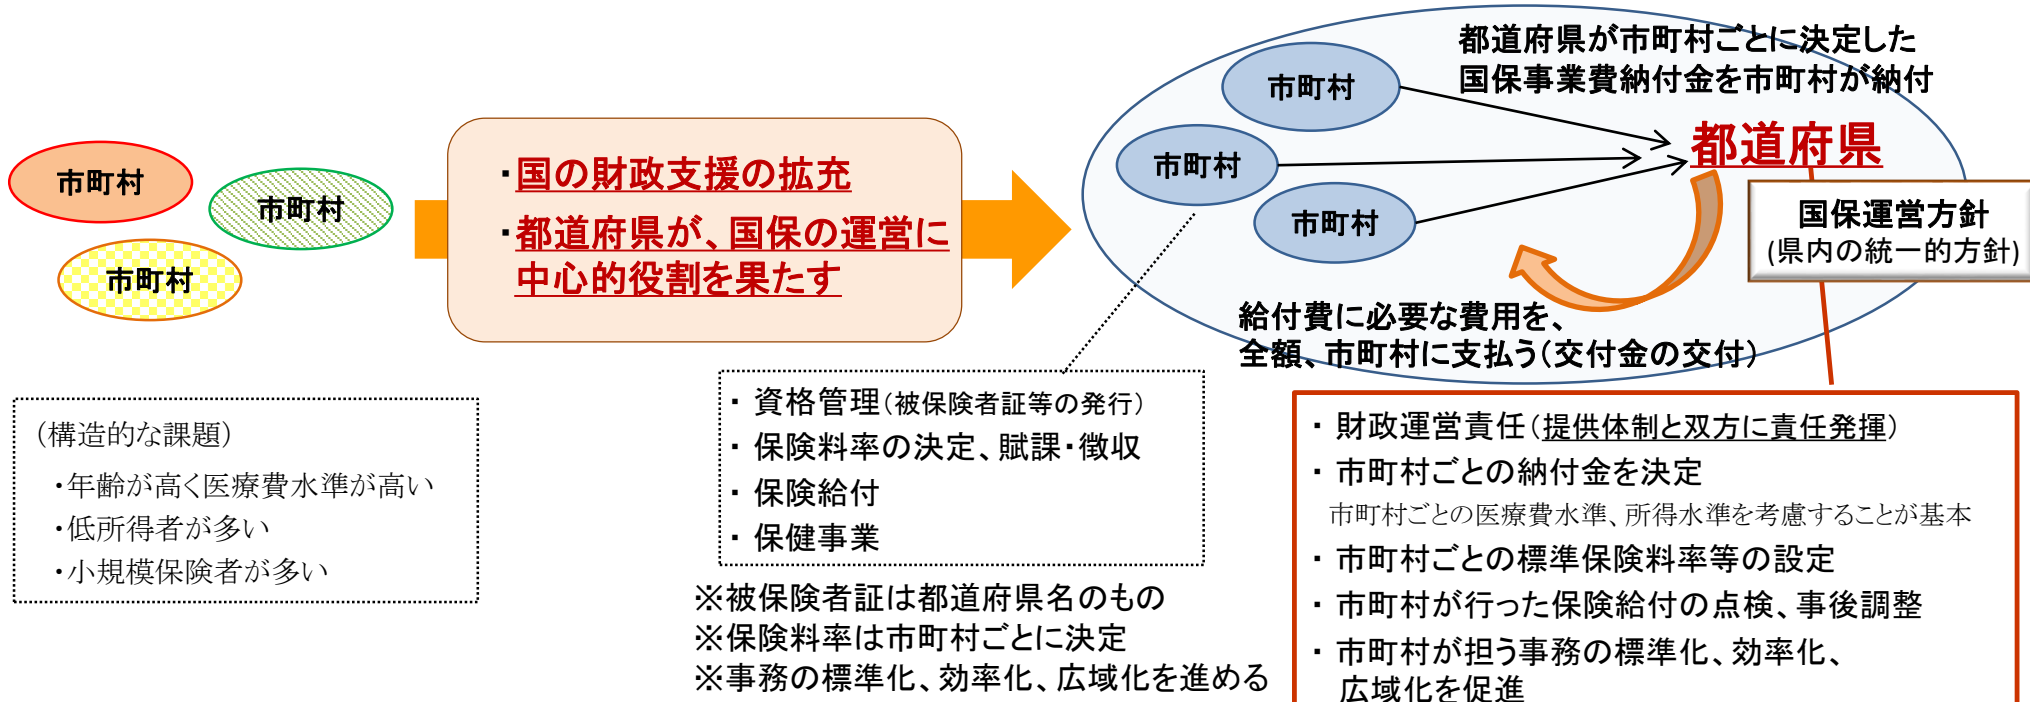 市町村
市町村
市町村
・国の財政支援の拡充
・都道府県が、国保の運営に
中心的役割を果たす
都道府県が市町村ごとに決定した
国保事業費納付金を市町村が納付
市町村
市町村
市町村
都道府県
国保運営方針
(県内の統一的方針)
給付費に必要な費用を、
全額、市町村に支払う(交付金の交付)
(構造的な課題)
・年齢が高く医療費水準が高い
・低所得者が多い
・小規模保険者が多い
・ 資格管理(被保険者証等の発行)
・ 保険料率の決定、賦課・徴収
・ 保険給付
・ 保健事業
※被保険者証は都道府県名のもの
※保険料率は市町村ごとに決定
※事務の標準化、効率化、広域化を進める
・ 財政運営責任(提供体制と双方に責任発揮)
・ 市町村ごとの納付金を決定
市町村ごとの医療費水準、所得水準を考慮することが基本
・ 市町村ごとの標準保険料率等の設定
・ 市町村が行った保険給付の点検、事後調整
・ 市町村が担う事務の標準化、効率化、
広域化を促進